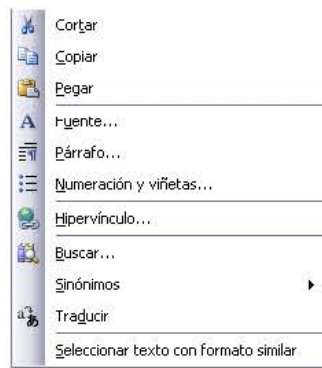 Cortar
Copiar
Pegar
Fuente...
Párrafo...
Numeración y viñetas...
Hipervínculo...
Buscar...
Sinónimos
Traducir
Seleccionar texto con formato similar